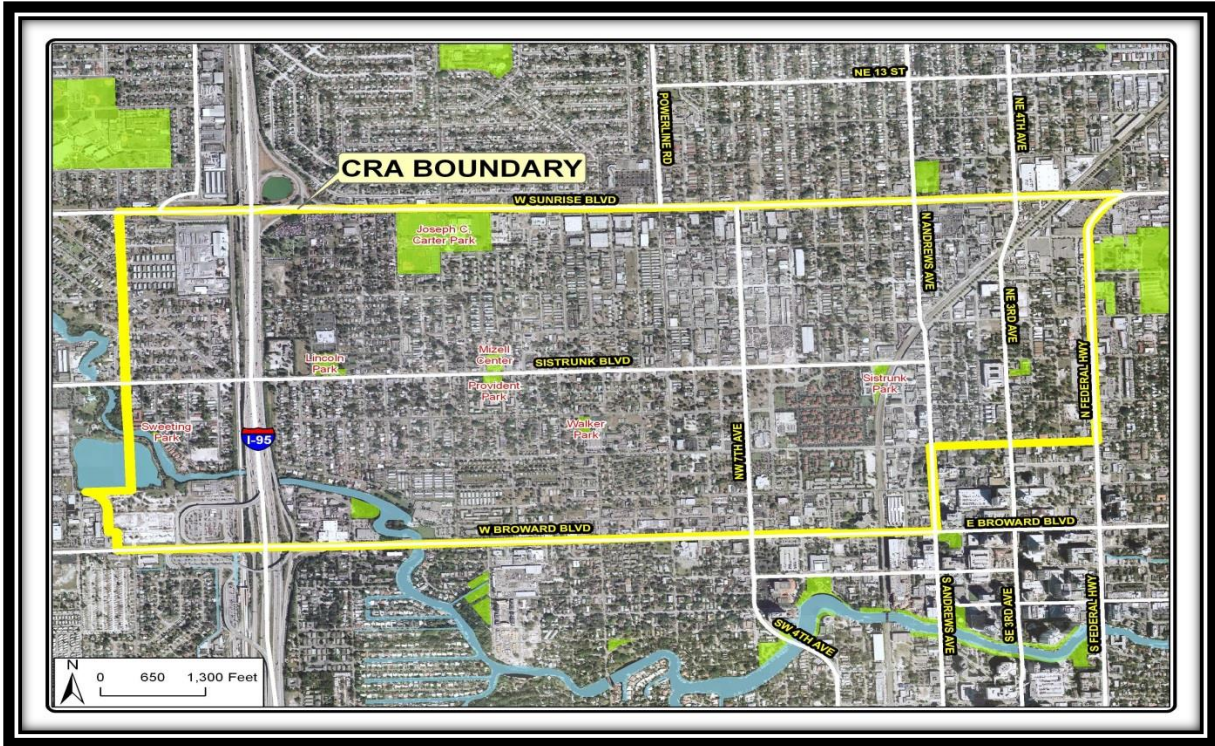 NE 13 ST
POWERLINE RD
NE 4TH AVE
CRA BOUNDARY
W SUNRISE BLVD
Joseph C
Carter Park
N ANDREWS AVE
NE 3RD AVE
N FEDERAL HWY
Lincoln
Park
Mizell
Center
SISTRUNK BLVD
Provident
Park
Sistrunk
Park
Sweeting
Park
I-95
Walker
Park
NW 7TH AVE
W BROWARD BLVD
E BROWARD BLVD
S ANDREWS AVE
SE 3RD AVE
S FEDERAL HWY
SW 4TH AVE
N
0 650 1,300 Feet